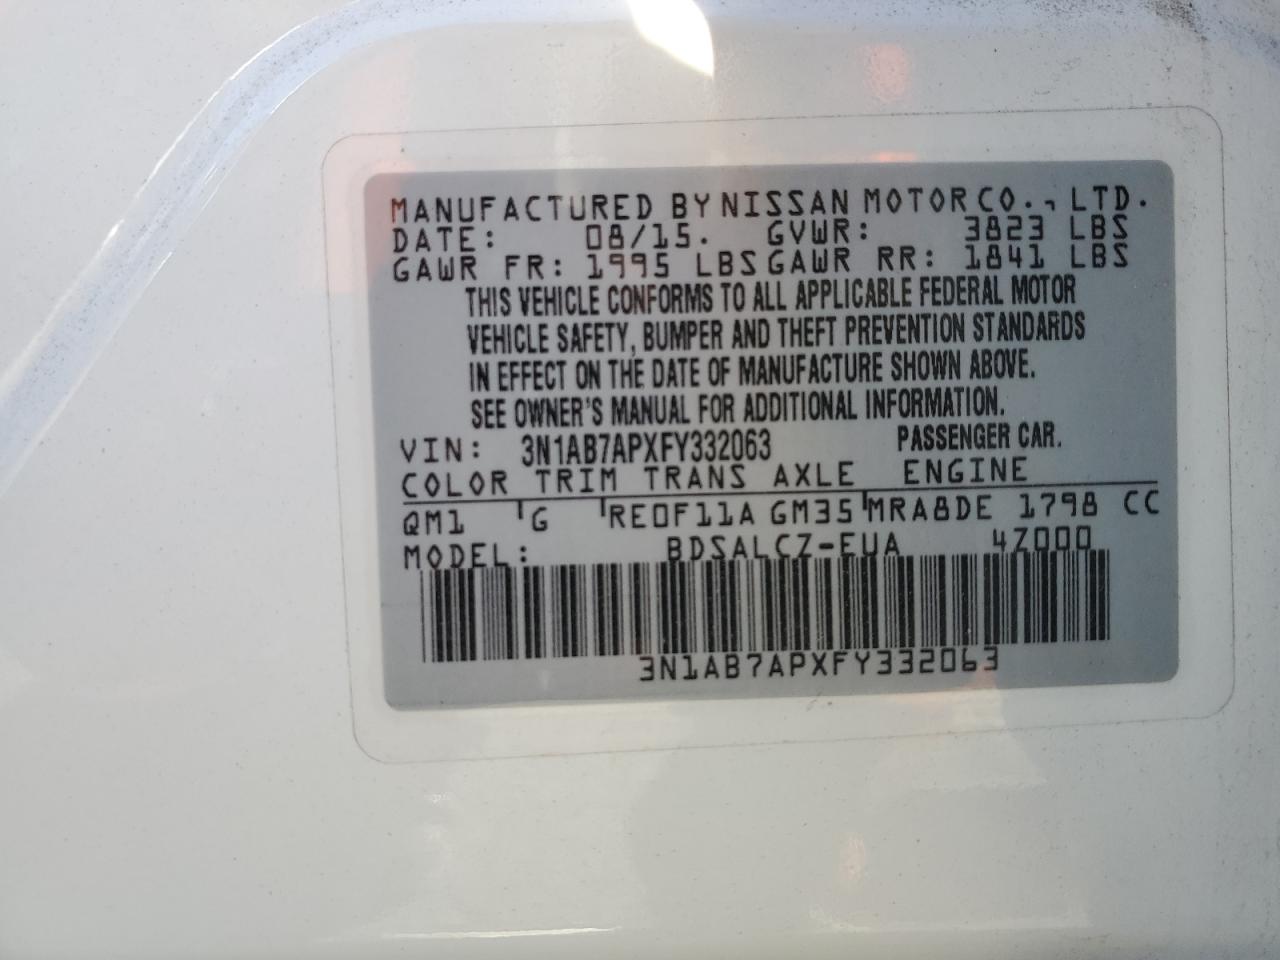 MANUFACTURED BY NISSAN MOTOR CO., LTD.
DATE: 08/15. GVWR: 3823 LBS
GAWR FR: 1995 LBS GAWR RR: 1841 LBS
THIS VEHICLE CONFORMS TO ALL APPLICABLE FEDERAL MOTOR
VEHICLE SAFETY, BUMPER AND THEFT PREVENTION STANDARDS
IN EFFECT ON THE DATE OF MANUFACTURE SHOWN ABOVE.
SEE OWNER'S MANUAL FOR ADDITIONAL INFORMATION.
VIN: 3N1AB7APXFY332063 PASSENGER CAR.
COLOR TRIM TRANS AXLE ENGINE
QM1 G RE0F11A GM35 MRA8DE 1798 CC
MODEL: BDSALCZ-EUA 4Z000
3N1AB7APXFY332063